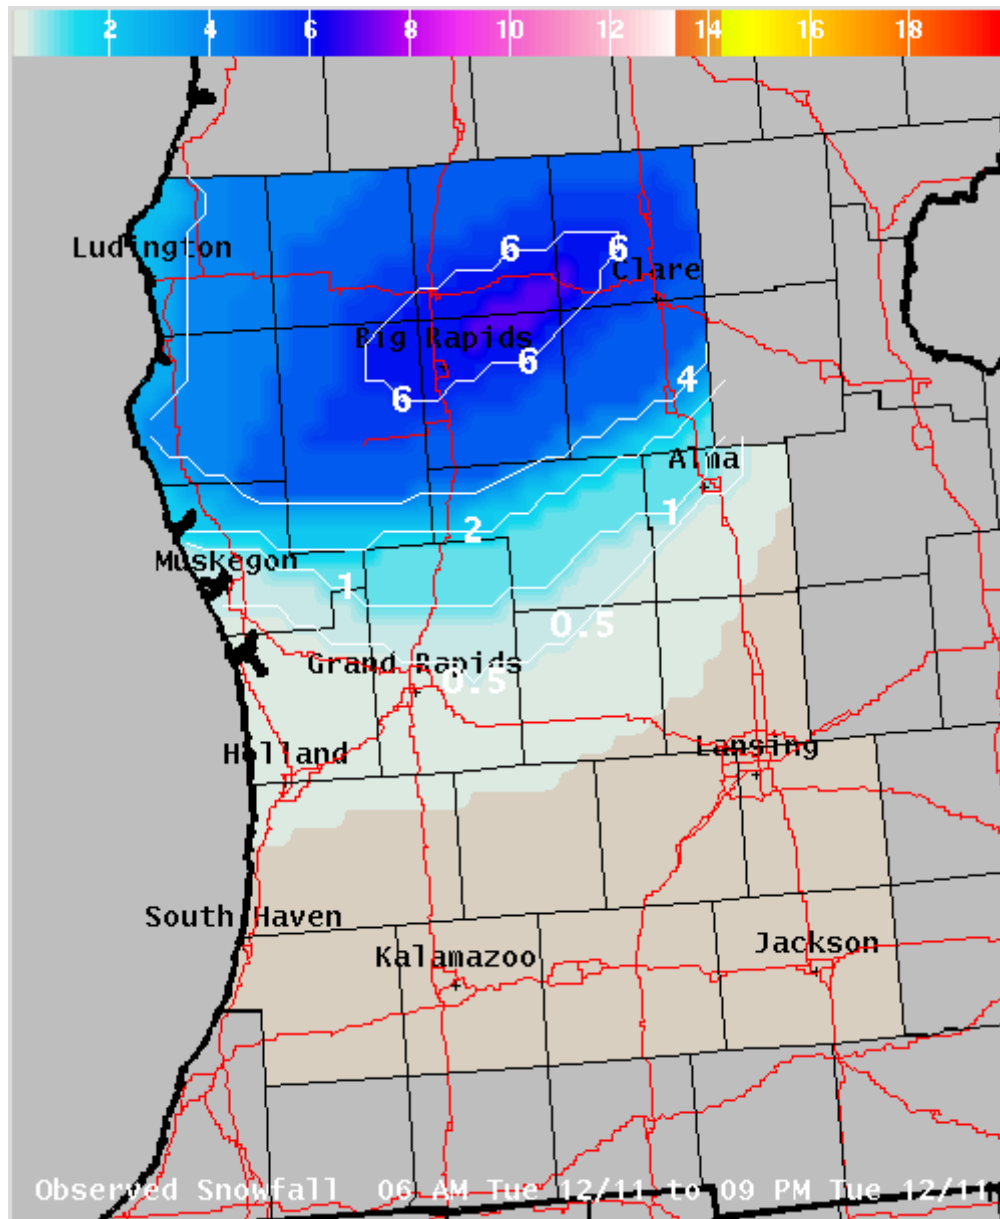 2 4 6 8 10 12 14 16 18
Ludington
6 6
Clare
Big Rapids
6
4
6
Alma
1
2
Muskegon
1
0.5
Grand Rapids
0.5
Holland
Lansing
South Haven
Jackson
Kalamazoo
Observed Snowfall 06 AM Tue 12/11 to 09 PM Tue 12/11